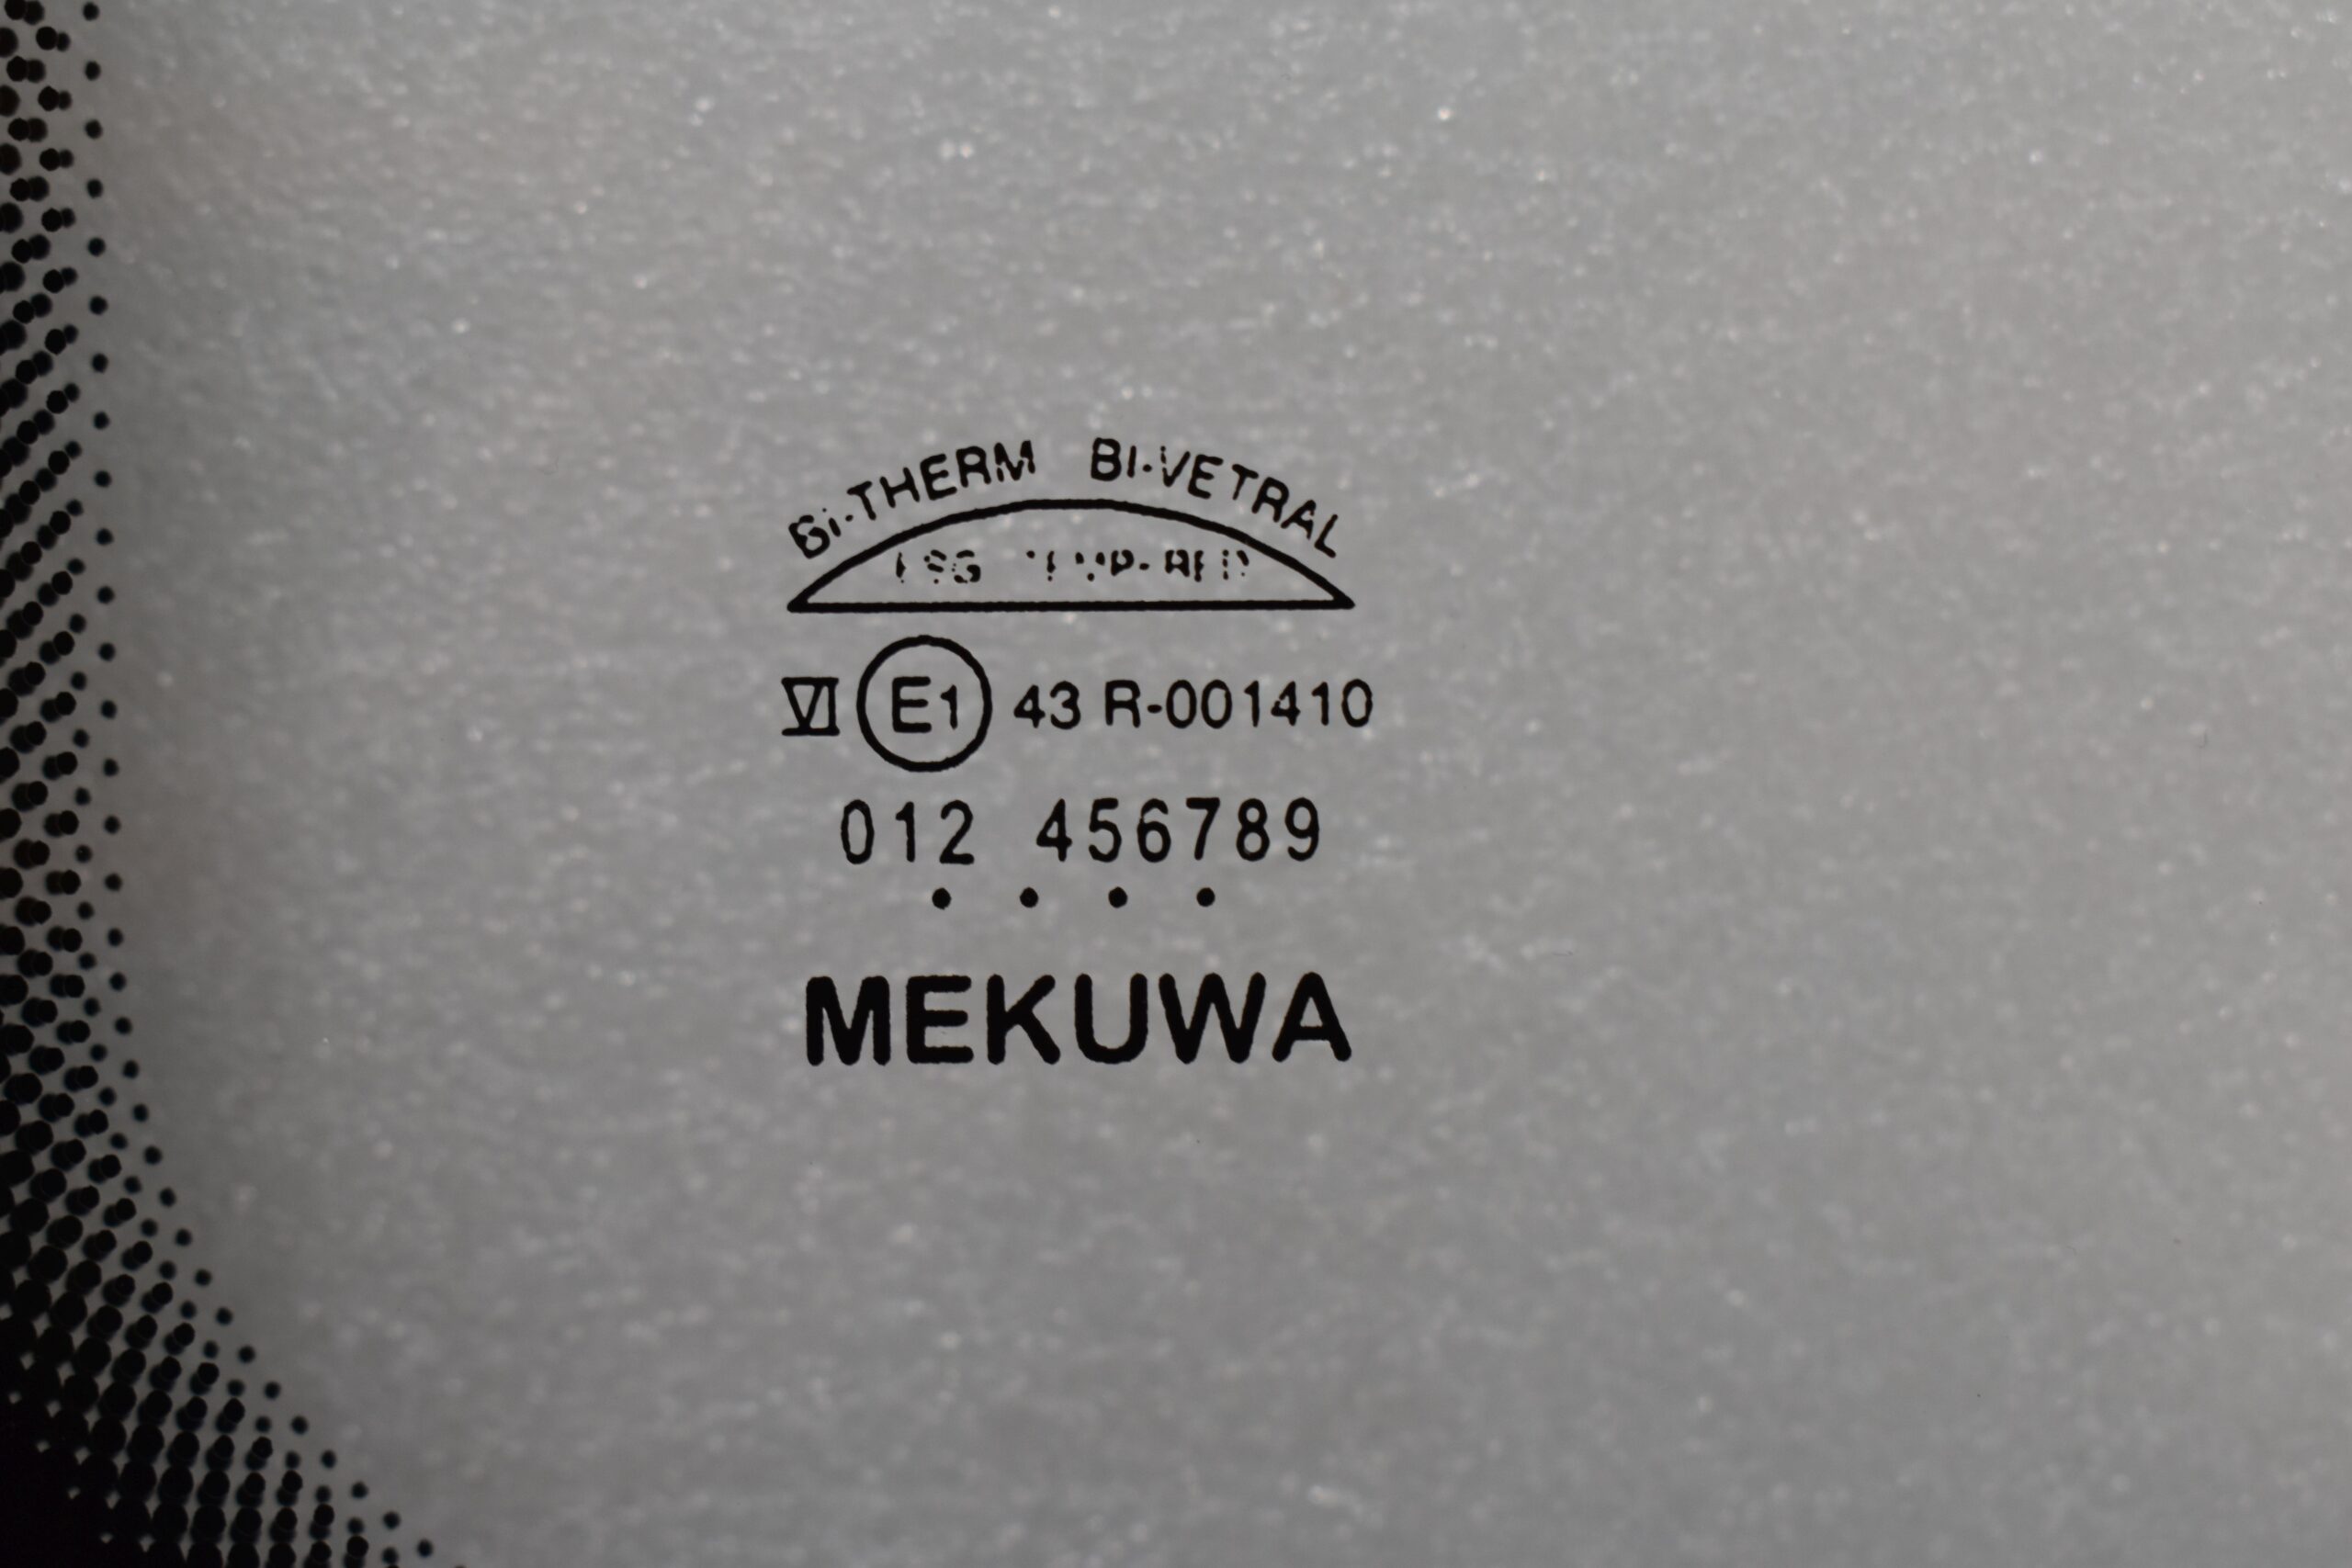 Bi-THERM BI-VETRAL
VI E1 43 R-001410
012 456789
MEKUWA